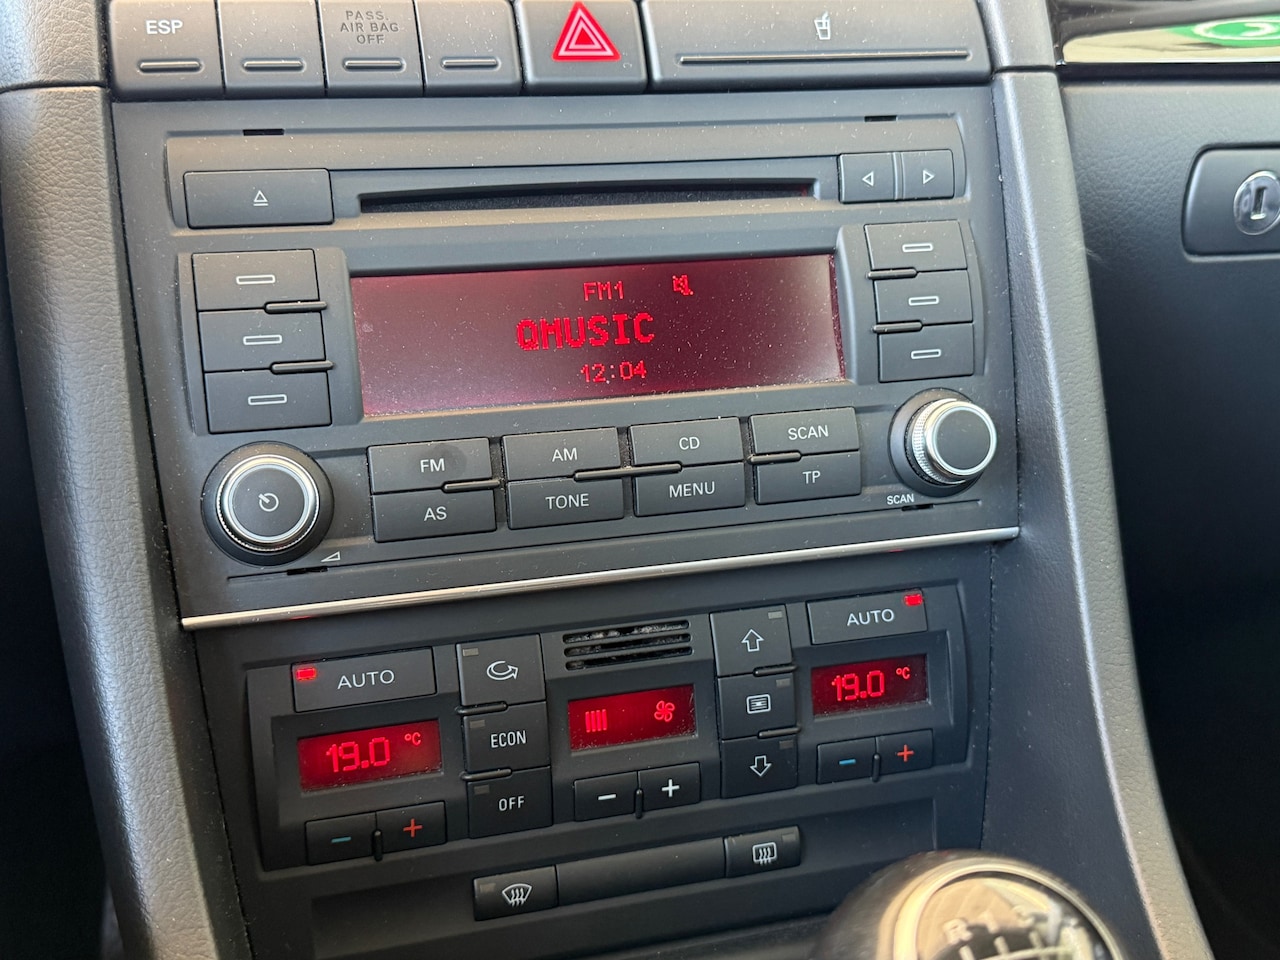 ESP
PASS.
AIR BAG
OFF
FM1
QMUSIC
12:04
FM
AM
CD
SCAN
AS
TONE
MENU
TP
SCAN
AUTO
AUTO
19.0 °C
ECON
19.0 °C
OFF